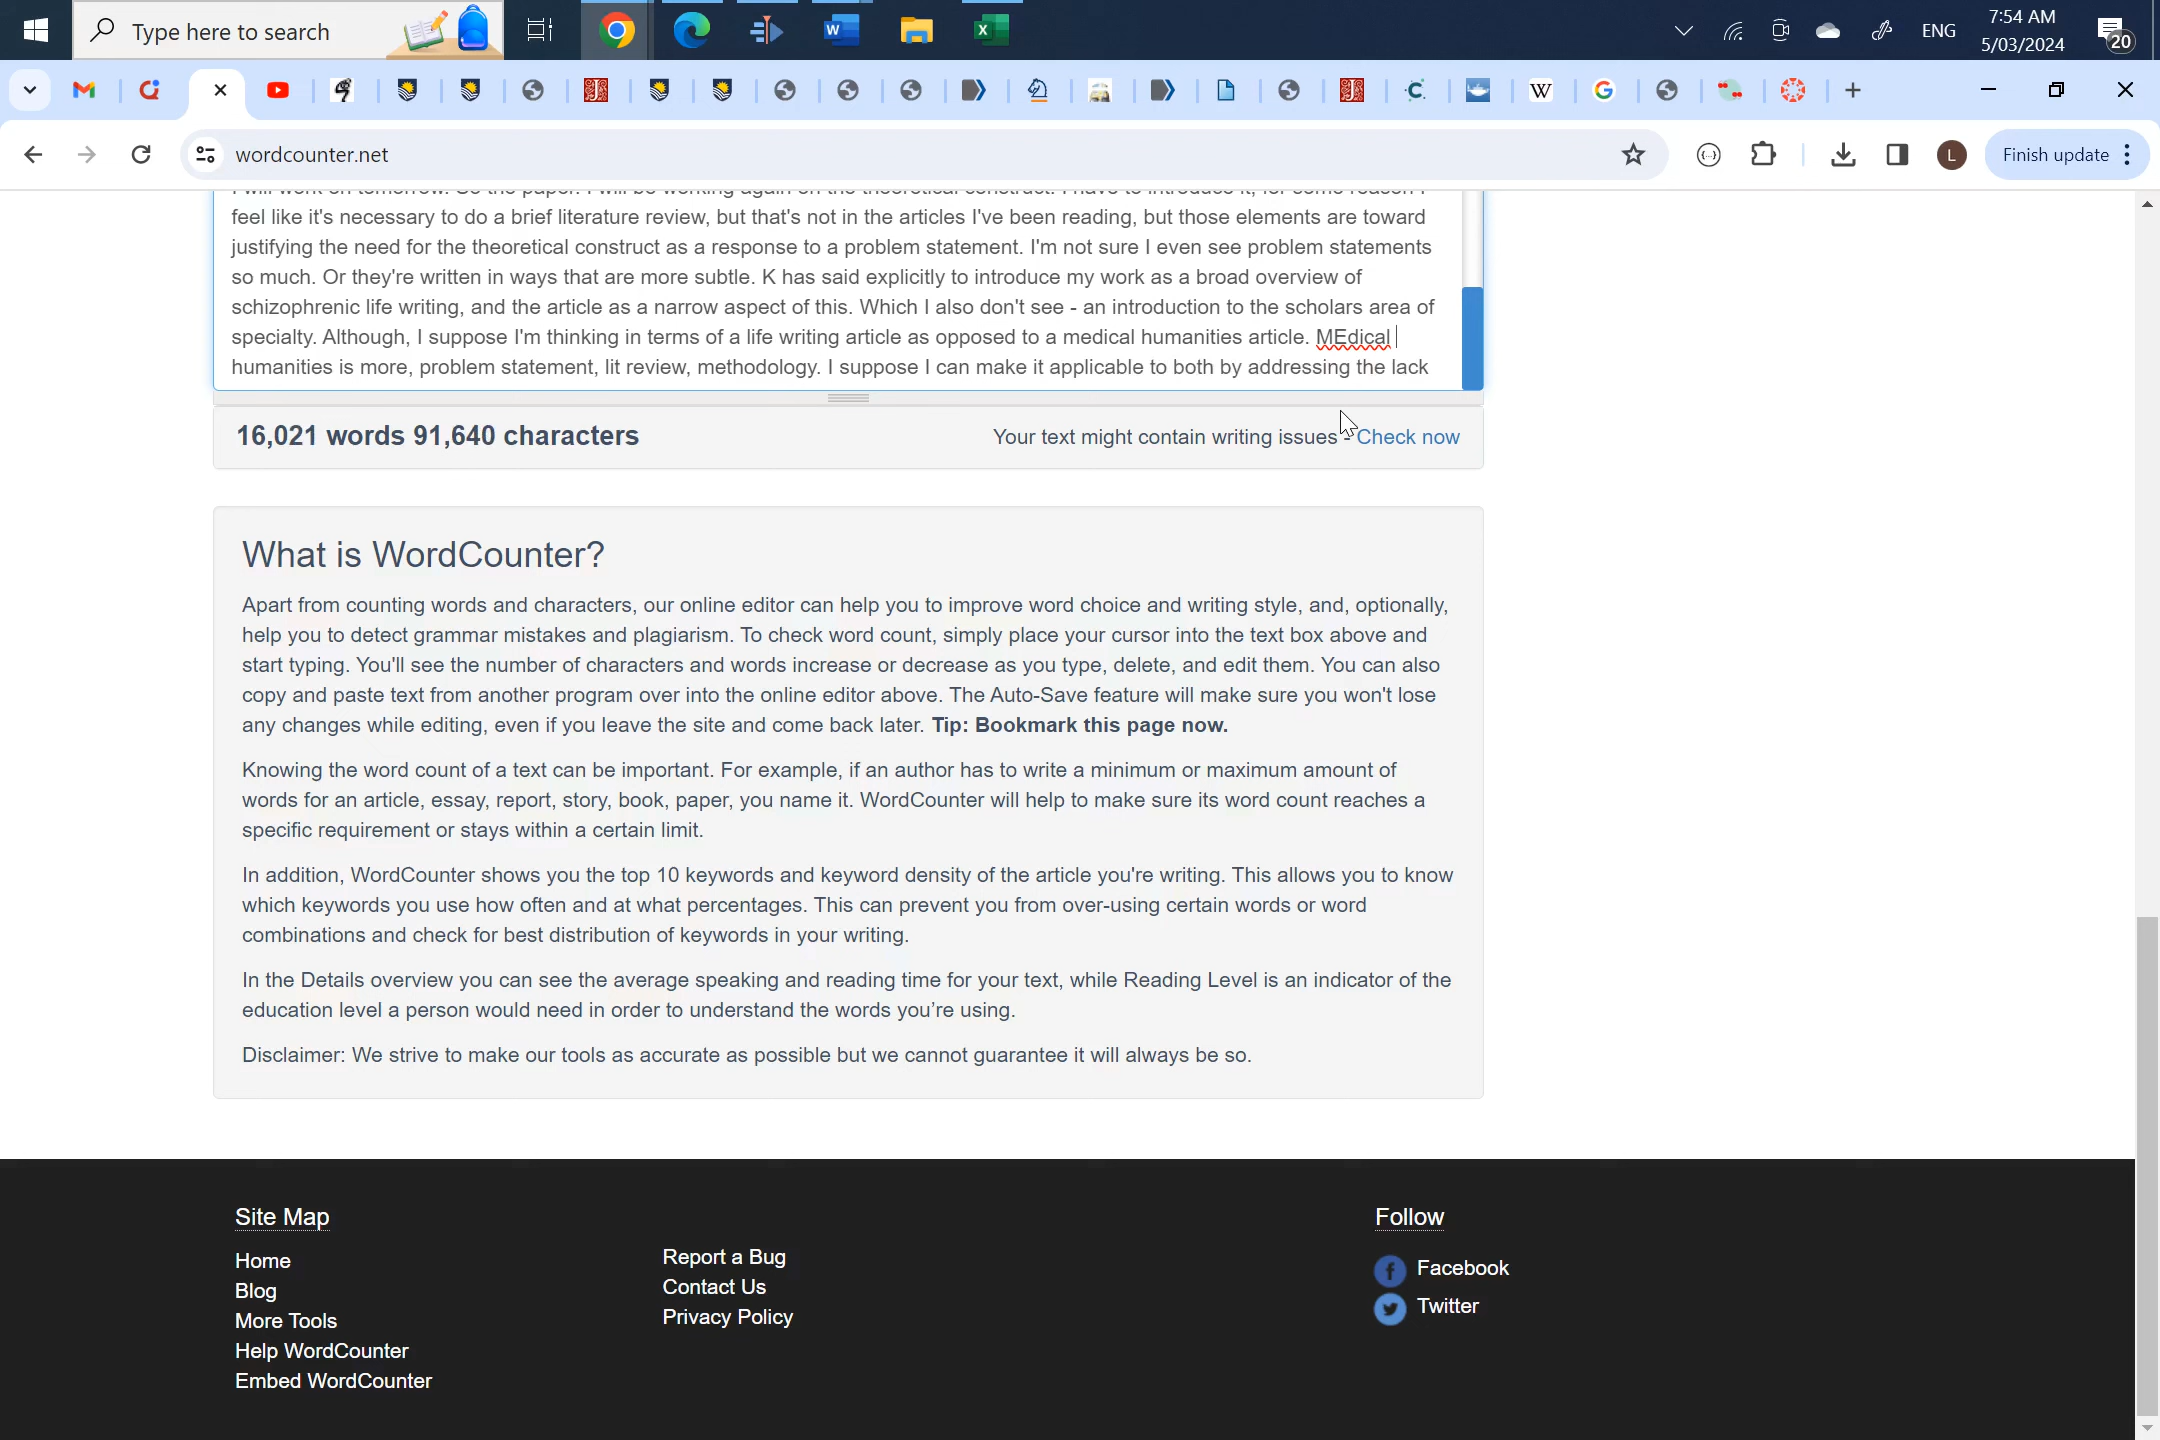 Type here to search
ENG
7:54 AM
5/03/2024
20
wordcounter.net
Finish update
L
I will work on tomorrow. So the paper. I will be working again on the theoretical construct. I have to introduce it, for some reason I
feel like it's necessary to do a brief literature review, but that's not in the articles I've been reading, but those elements are toward
justifying the need for the theoretical construct as a response to a problem statement. I'm not sure I even see problem statements
so much. Or they're written in ways that are more subtle. K has said explicitly to introduce my work as a broad overview of
schizophrenic life writing, and the article as a narrow aspect of this. Which I also don't see - an introduction to the scholars area of
specialty. Although, I suppose I'm thinking in terms of a life writing article as opposed to a medical humanities article. MEdical
humanities is more, problem statement, lit review, methodology. I suppose I can make it applicable to both by addressing the lack
16,021 words 91,640 characters
Your text might contain writing issues - Check now
What is WordCounter?
Apart from counting words and characters, our online editor can help you to improve word choice and writing style, and, optionally,
help you to detect grammar mistakes and plagiarism. To check word count, simply place your cursor into the text box above and
start typing. You'll see the number of characters and words increase or decrease as you type, delete, and edit them. You can also
copy and paste text from another program over into the online editor above. The Auto-Save feature will make sure you won't lose
any changes while editing, even if you leave the site and come back later. Tip: Bookmark this page now.
Knowing the word count of a text can be important. For example, if an author has to write a minimum or maximum amount of
words for an article, essay, report, story, book, paper, you name it. WordCounter will help to make sure its word count reaches a
specific requirement or stays within a certain limit.
In addition, WordCounter shows you the top 10 keywords and keyword density of the article you're writing. This allows you to know
which keywords you use how often and at what percentages. This can prevent you from over-using certain words or word
combinations and check for best distribution of keywords in your writing.
In the Details overview you can see the average speaking and reading time for your text, while Reading Level is an indicator of the
education level a person would need in order to understand the words you’re using.
Disclaimer: We strive to make our tools as accurate as possible but we cannot guarantee it will always be so.
Site Map
Home
Blog
More Tools
Help WordCounter
Embed WordCounter
Report a Bug
Contact Us
Privacy Policy
Follow
Facebook
Twitter